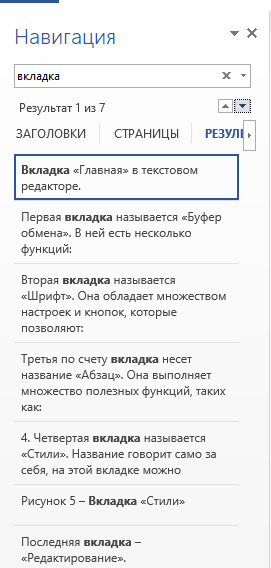 Навигация
вкладка
Результат 1 из 7
ЗАГОЛОВКИ СТРАНИЦЫ РЕЗУЛЬ
Вкладка «Главная» в текстовом
редакторе.
Первая вкладка называется «Буфер
обмена». В ней есть несколько
функций:
Вторая вкладка называется
«Шрифт». Она обладает множеством
настроек и кнопок, которые
позволяют:
Третья по счету вкладка несет
название «Абзац». Она выполняет
множество полезных функций, таких
как:
4. Четвертая вкладка называется
«Стили». Название говорит само за
себя, на этой вкладке можно
Рисунок 5 – Вкладка «Стили»
Последняя вкладка –
«Редактирование».